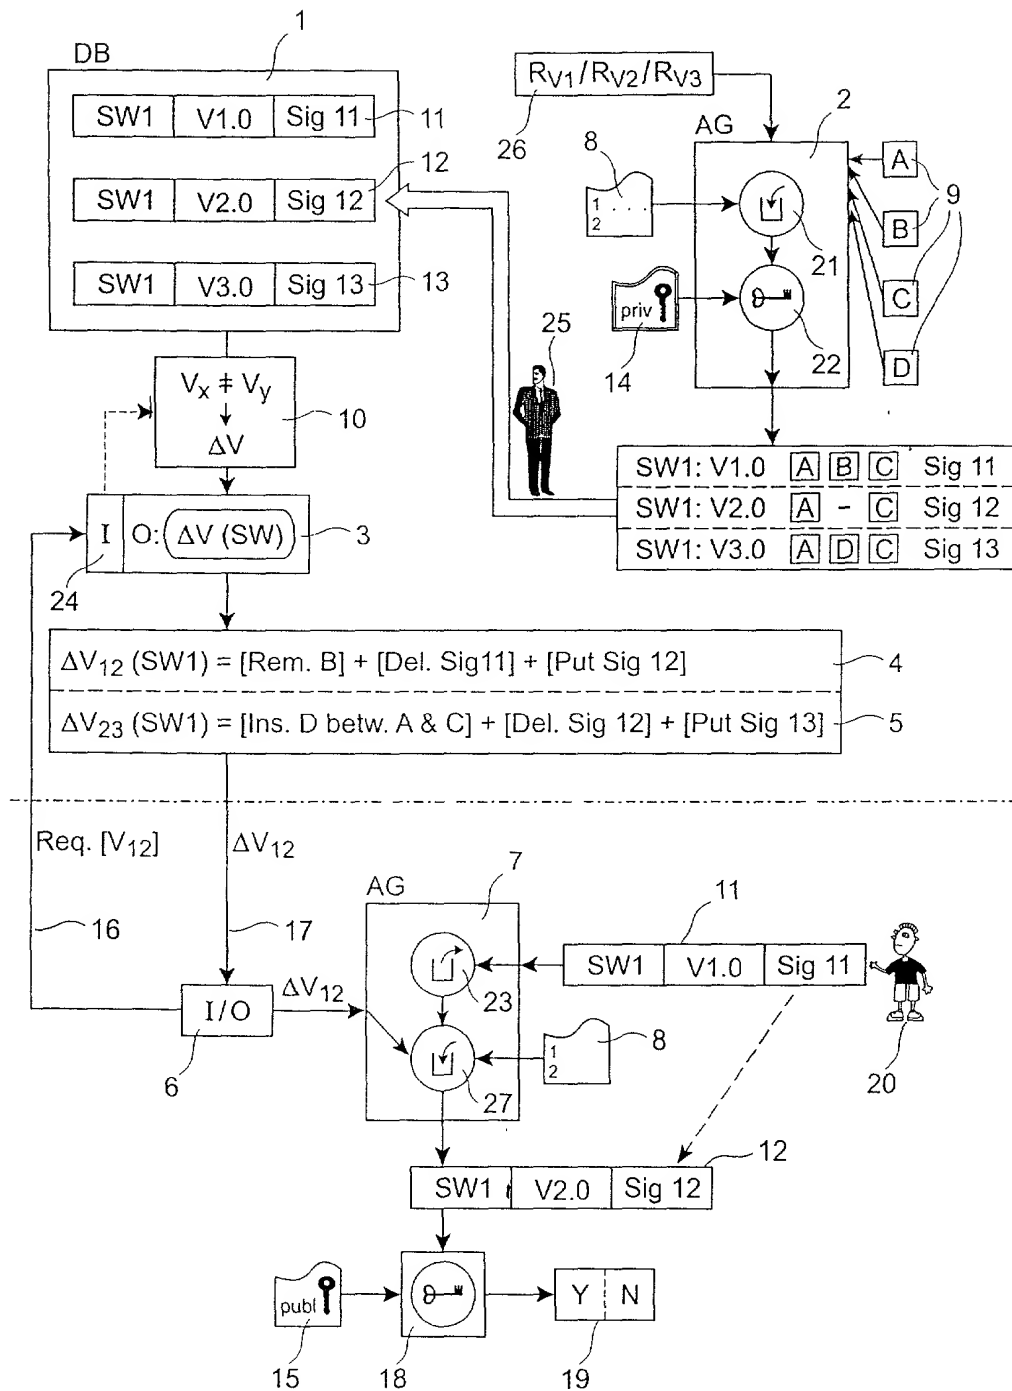 DB
1
SW1 V1.0 Sig 11
11
SW1 V2.0 Sig 12
12
SW1 V3.0 Sig 13
13
RV1/RV2/RV3
26
AG
2
8
1 . . .
2
21
priv
14
22
A
B
C
D
9
25
Vx ≠ Vy
ΔV
10
I O: ΔV (SW)
3
24
SW1: V1.0 A B C Sig 11
SW1: V2.0 A - C Sig 12
SW1: V3.0 A D C Sig 13
ΔV12 (SW1) = [Rem. B] + [Del. Sig11] + [Put Sig 12]
4
ΔV23 (SW1) = [Ins. D betw. A & C] + [Del. Sig 12] + [Put Sig 13]
5
Req. [V12]
ΔV12
16
17
I/O
6
ΔV12
AG
7
23
27
11
SW1 V1.0 Sig 11
20
8
1
2
12
SW1 V2.0 Sig 12
publ
15
18
Y N
19